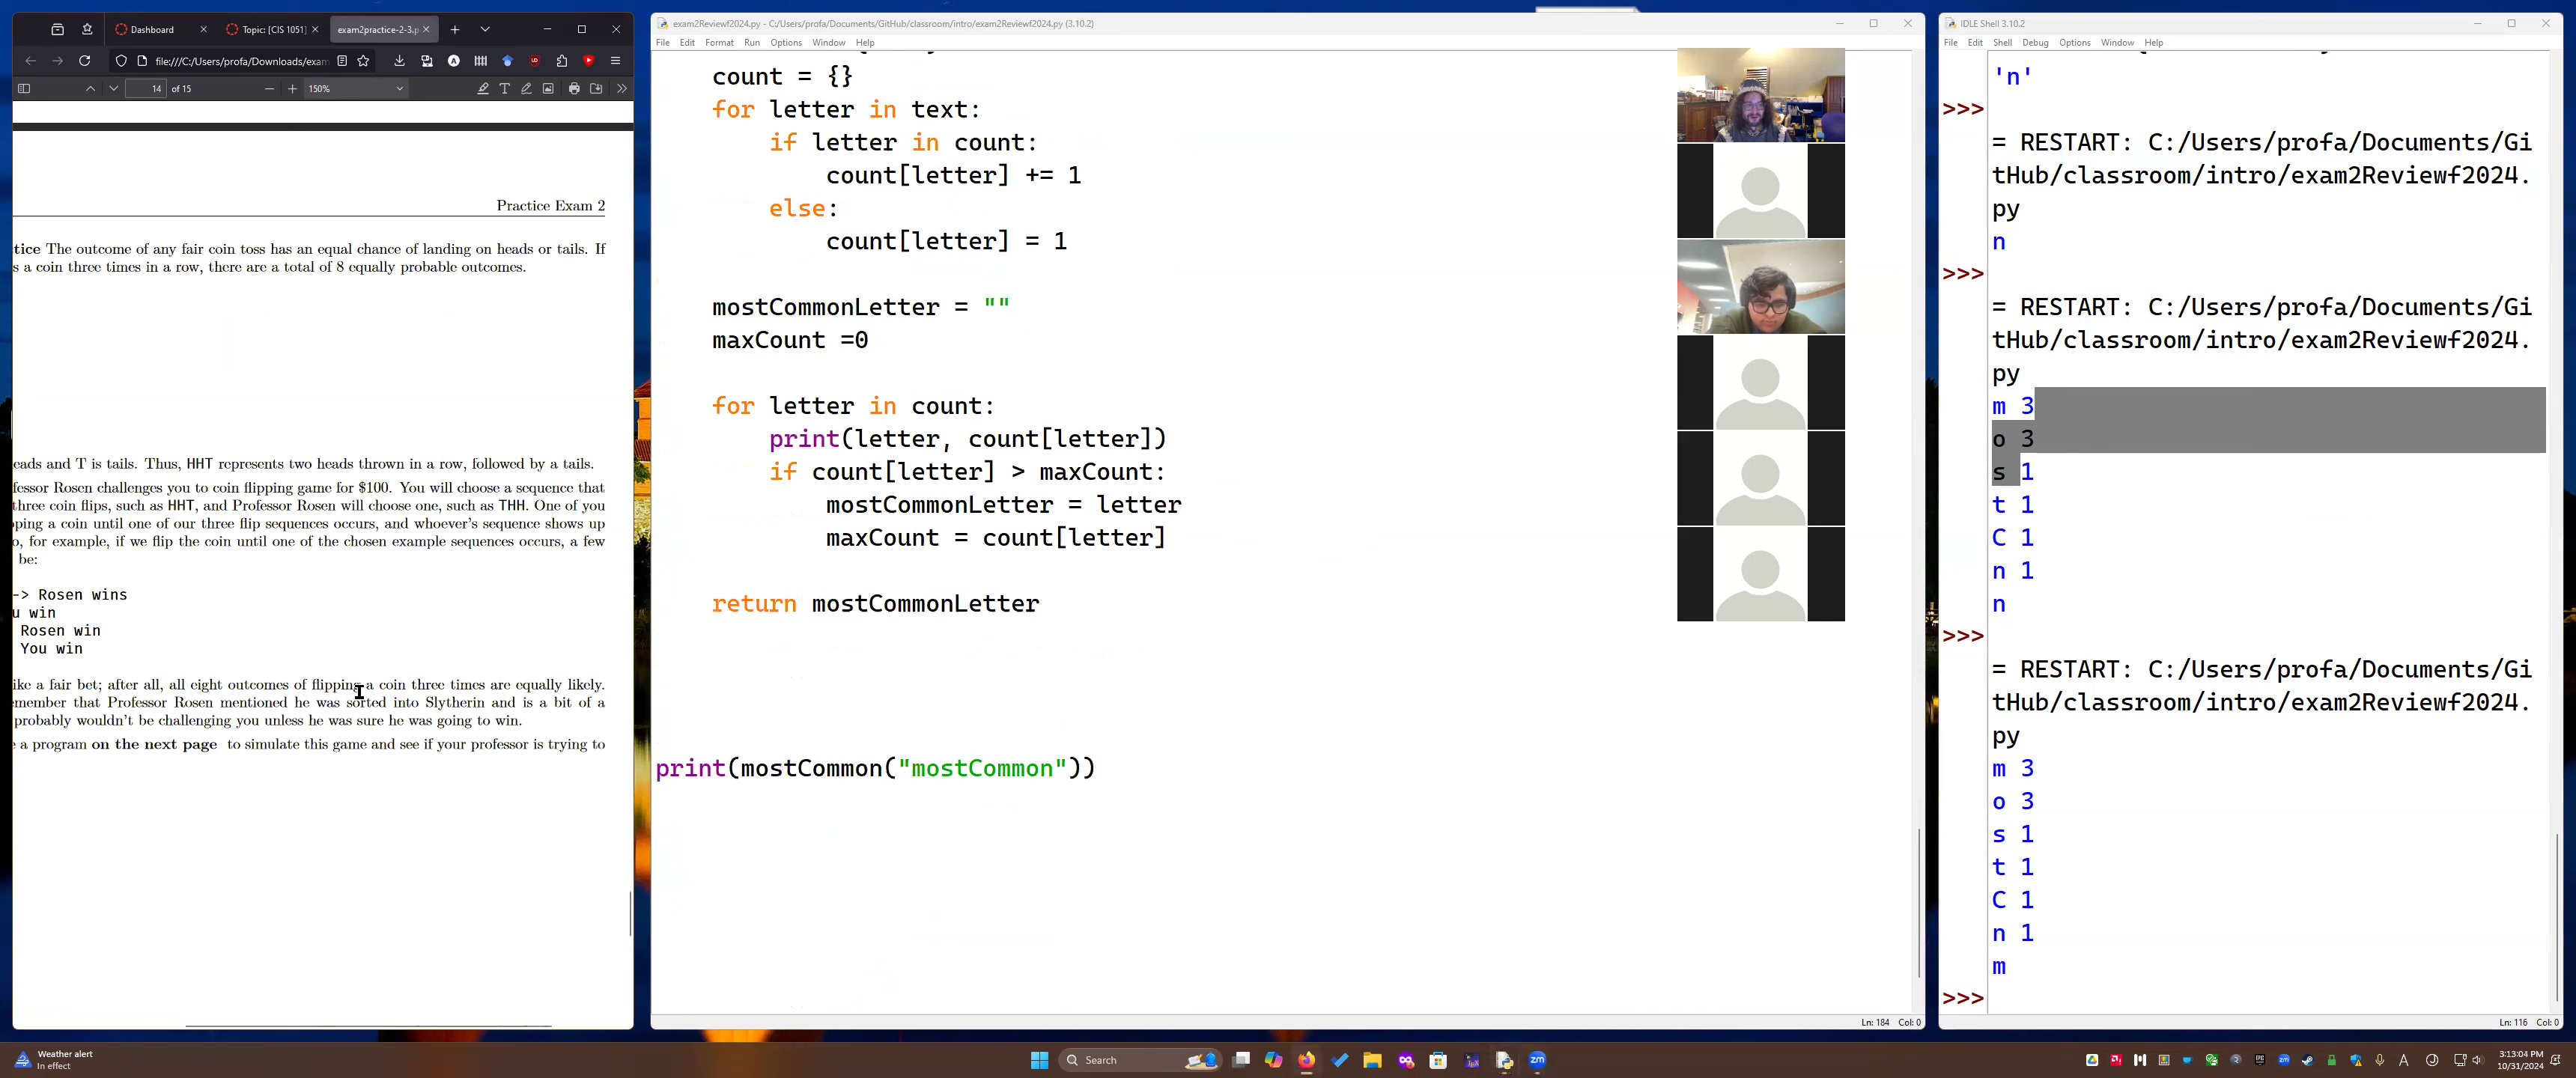 Dashboard
Topic: [CIS 1051]
exam2practice-2-3.p
file:///C:/Users/profa/Downloads/exam
14 of 15
150%
Practice Exam 2
tice The outcome of any fair coin toss has an equal chance of landing on heads or tails. If
s a coin three times in a row, there are a total of 8 equally probable outcomes.
eads and T is tails. Thus, HHT represents two heads thrown in a row, followed by a tails.
fessor Rosen challenges you to coin flipping game for $100. You will choose a sequence that
three coin flips, such as HHT, and Professor Rosen will choose one, such as THH. One of you
ping a coin until one of our three flip sequences occurs, and whoever's sequence shows up
o, for example, if we flip the coin until one of the chosen example sequences occurs, a few
be:
-> Rosen wins
u win
Rosen win
You win
ike a fair bet; after all, all eight outcomes of flipping a coin three times are equally likely.
emember that Professor Rosen mentioned he was sorted into Slytherin and is a bit of a
probably wouldn't be challenging you unless he was sure he was going to win.
e a program on the next page to simulate this game and see if your professor is trying to
exam2Reviewf2024.py - C:/Users/profa/Documents/GitHub/classroom/intro/exam2Reviewf2024.py (3.10.2)
File Edit Format Run Options Window Help
count = {}
for letter in text:
if letter in count:
count[letter] += 1
else:
count[letter] = 1
mostCommonLetter = ""
maxCount =0
for letter in count:
print(letter, count[letter])
if count[letter] > maxCount:
mostCommonLetter = letter
maxCount = count[letter]
return mostCommonLetter
print(mostCommon("mostCommon"))
Ln: 184 Col: 0
IDLE Shell 3.10.2
File Edit Shell Debug Options Window Help
'n'
>>>
= RESTART: C:/Users/profa/Documents/Gi
tHub/classroom/intro/exam2Reviewf2024.
py
n
>>>
= RESTART: C:/Users/profa/Documents/Gi
tHub/classroom/intro/exam2Reviewf2024.
py
m 3
o 3
s 1
t 1
C 1
n 1
n
>>>
= RESTART: C:/Users/profa/Documents/Gi
tHub/classroom/intro/exam2Reviewf2024.
py
m 3
o 3
s 1
t 1
C 1
n 1
m
>>>
Ln: 116 Col: 0
Weather alert
In effect
Search
zm
3:13:04 PM
10/31/2024